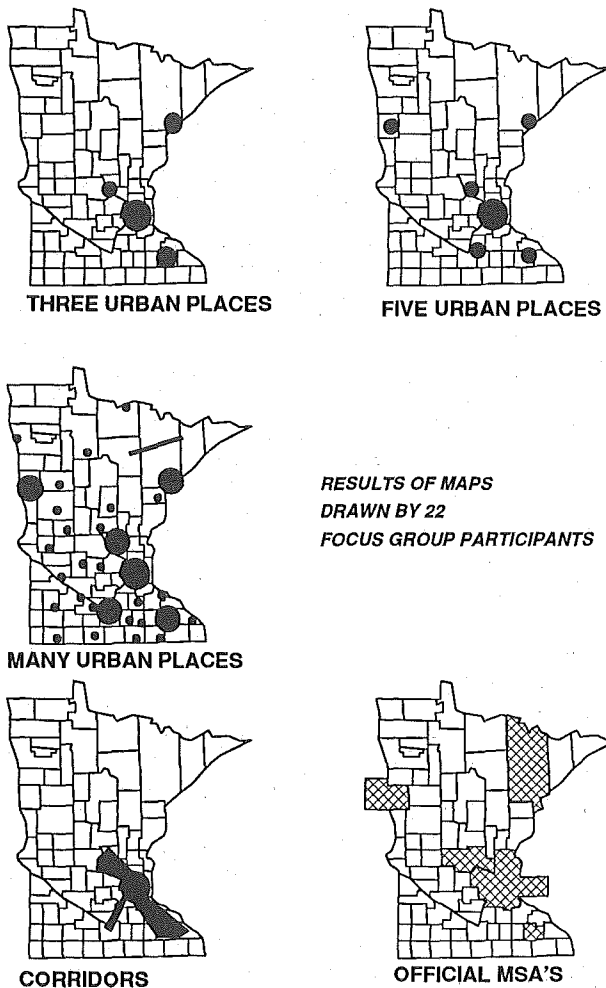 THREE URBAN PLACES
FIVE URBAN PLACES
MANY URBAN PLACES
RESULTS OF MAPS
DRAWN BY 22
FOCUS GROUP PARTICIPANTS
CORRIDORS
OFFICIAL MSA'S